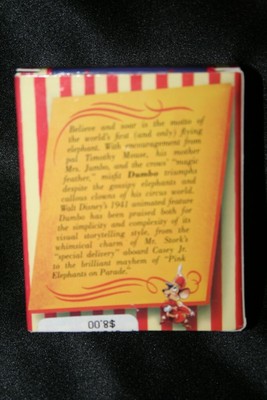 Believe and soar is the motto of
the world's first (and only) flying
elephant. With encouragement from
pal Timothy Mouse, his mother
Mrs. Jumbo, and the crows' "magic
feather," misfit Dumbo triumphs
despite the gossipy elephants and
callous clowns of his circus world.
Walt Disney's 1941 animated feature
Dumbo has been praised both for
the simplicity and complexity of its
visual storytelling style, from the
whimsical charm of Mr. Stork's
"special delivery" aboard Casey Jr.
to the brilliant mayhem of "Pink
Elephants on Parade."
$8.00